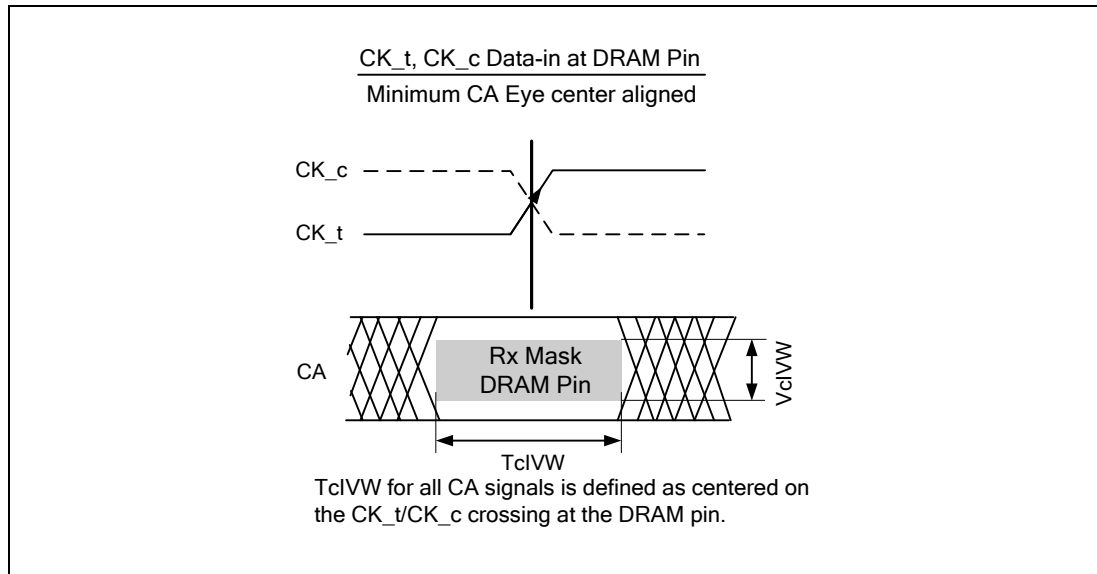 CK_t, CK_c Data-in at DRAM Pin
Minimum CA Eye center aligned
CK_c
CK_t
CA
Rx Mask
DRAM Pin
VcIVW
TcIVW
TcIVW for all CA signals is defined as centered on
the CK_t/CK_c crossing at the DRAM pin.